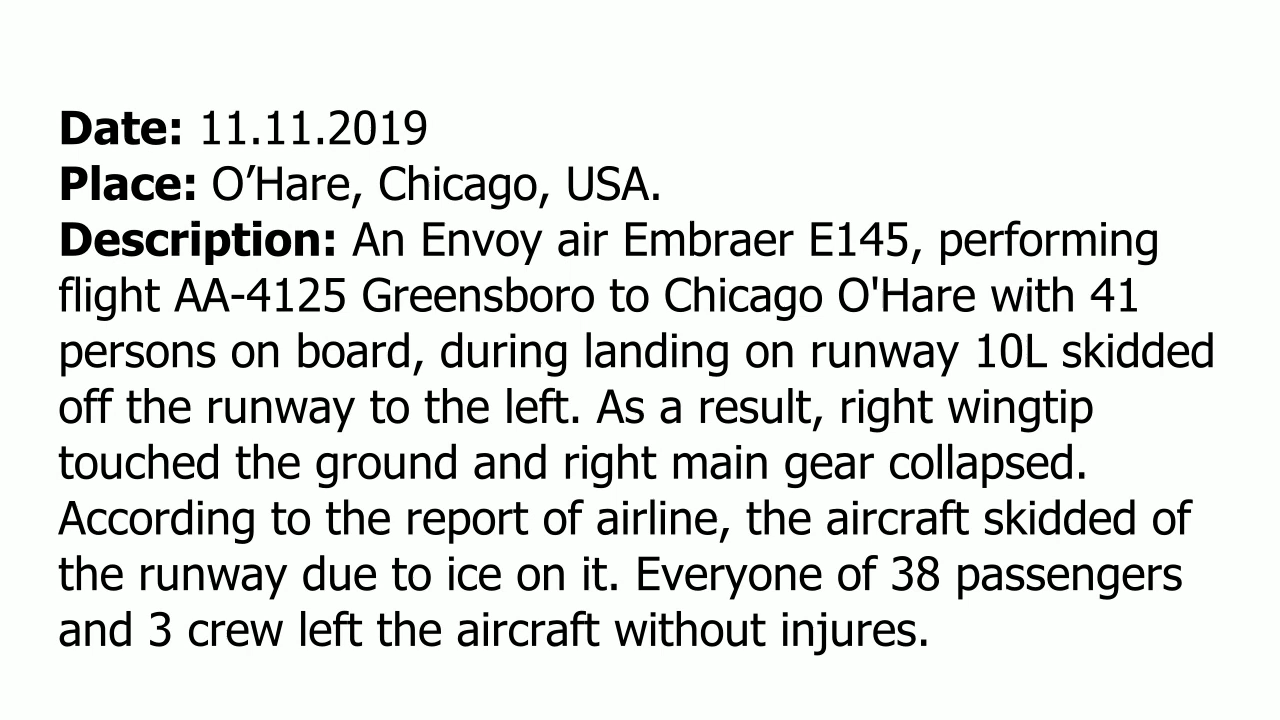 Date: 11.11.2019
Place: O’Hare, Chicago, USA.
Description: An Envoy air Embraer E145, performing
flight AA-4125 Greensboro to Chicago O'Hare with 41
persons on board, during landing on runway 10L skidded
off the runway to the left. As a result, right wingtip
touched the ground and right main gear collapsed.
According to the report of airline, the aircraft skidded of
the runway due to ice on it. Everyone of 38 passengers
and 3 crew left the aircraft without injures.